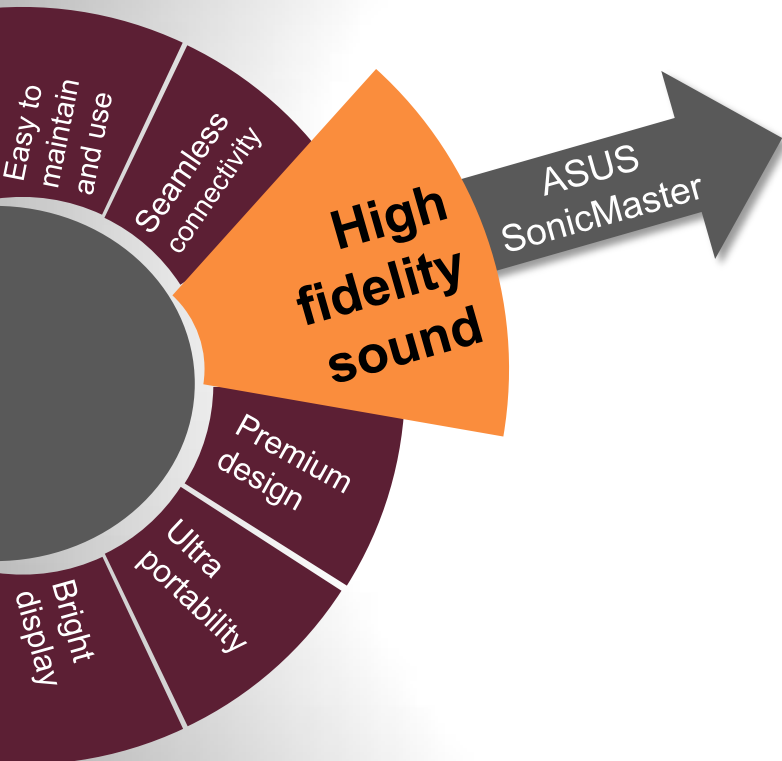 Easy to
maintain
and use
Seamless
connectivity
High
fidelity
sound
ASUS
SonicMaster
Premium
design
Ultra
portability
Bright
display